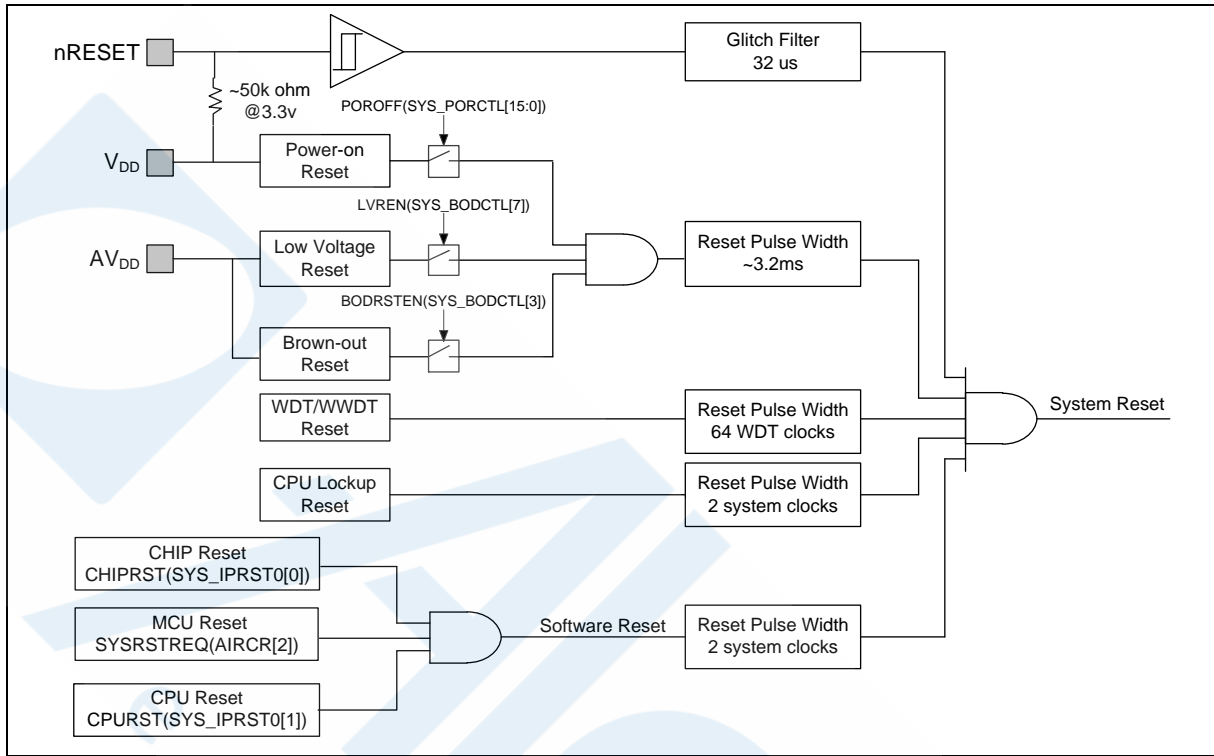 nRESET
Glitch Filter
32 us
~50k ohm
@3.3v
POROFF(SYS_PORCTL[15:0])
VDD
Power-on
Reset
LVREN(SYS_BODCTL[7])
AVDD
Low Voltage
Reset
Reset Pulse Width
~3.2ms
BODRSTEN(SYS_BODCTL[3])
Brown-out
Reset
WDT/WWDT
Reset
Reset Pulse Width
64 WDT clocks
System Reset
CPU Lockup
Reset
Reset Pulse Width
2 system clocks
CHIP Reset
CHIPRST(SYS_IPRST0[0])
MCU Reset
SYSRSTREQ(AIRCR[2])
Software Reset
Reset Pulse Width
2 system clocks
CPU Reset
CPURST(SYS_IPRST0[1])